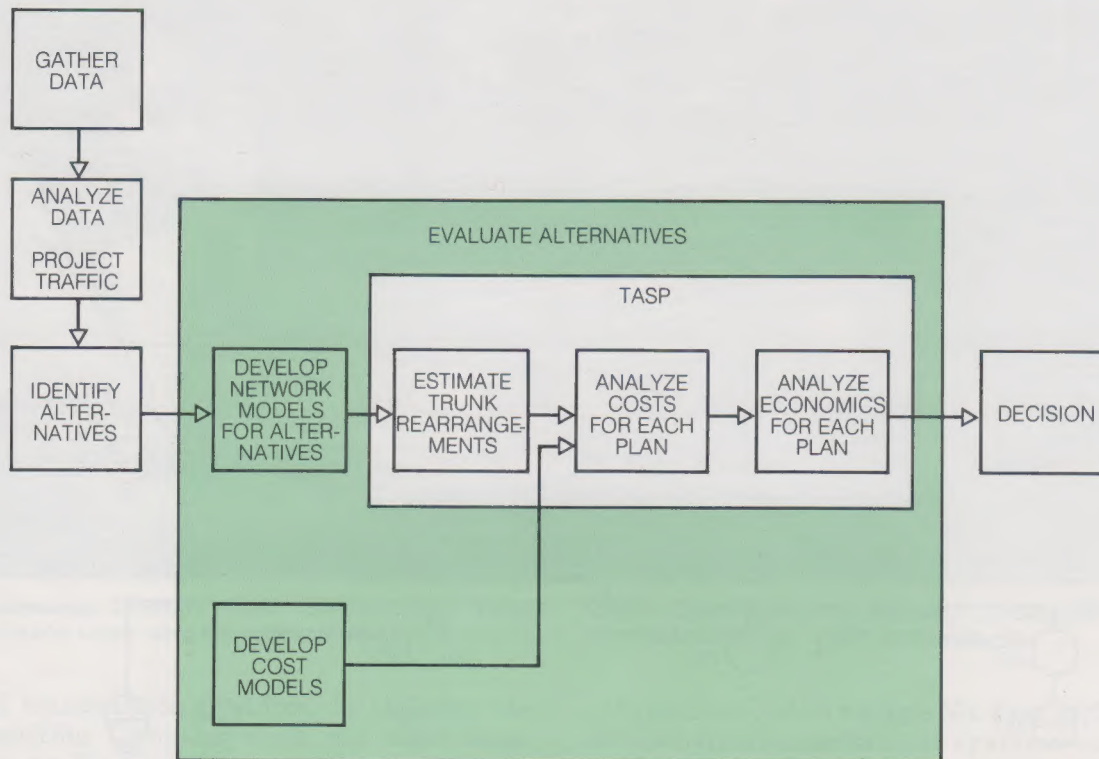 GATHER
DATA
ANALYZE
DATA
PROJECT
TRAFFIC
IDENTIFY
ALTER-
NATIVES
EVALUATE ALTERNATIVES
DEVELOP
NETWORK
MODELS
FOR ALTER-
NATIVES
TASP
ESTIMATE
TRUNK
REARRANGE-
MENTS
ANALYZE
COSTS
FOR EACH
PLAN
ANALYZE
ECONOMICS
FOR EACH
PLAN
DECISION
DEVELOP
COST
MODELS